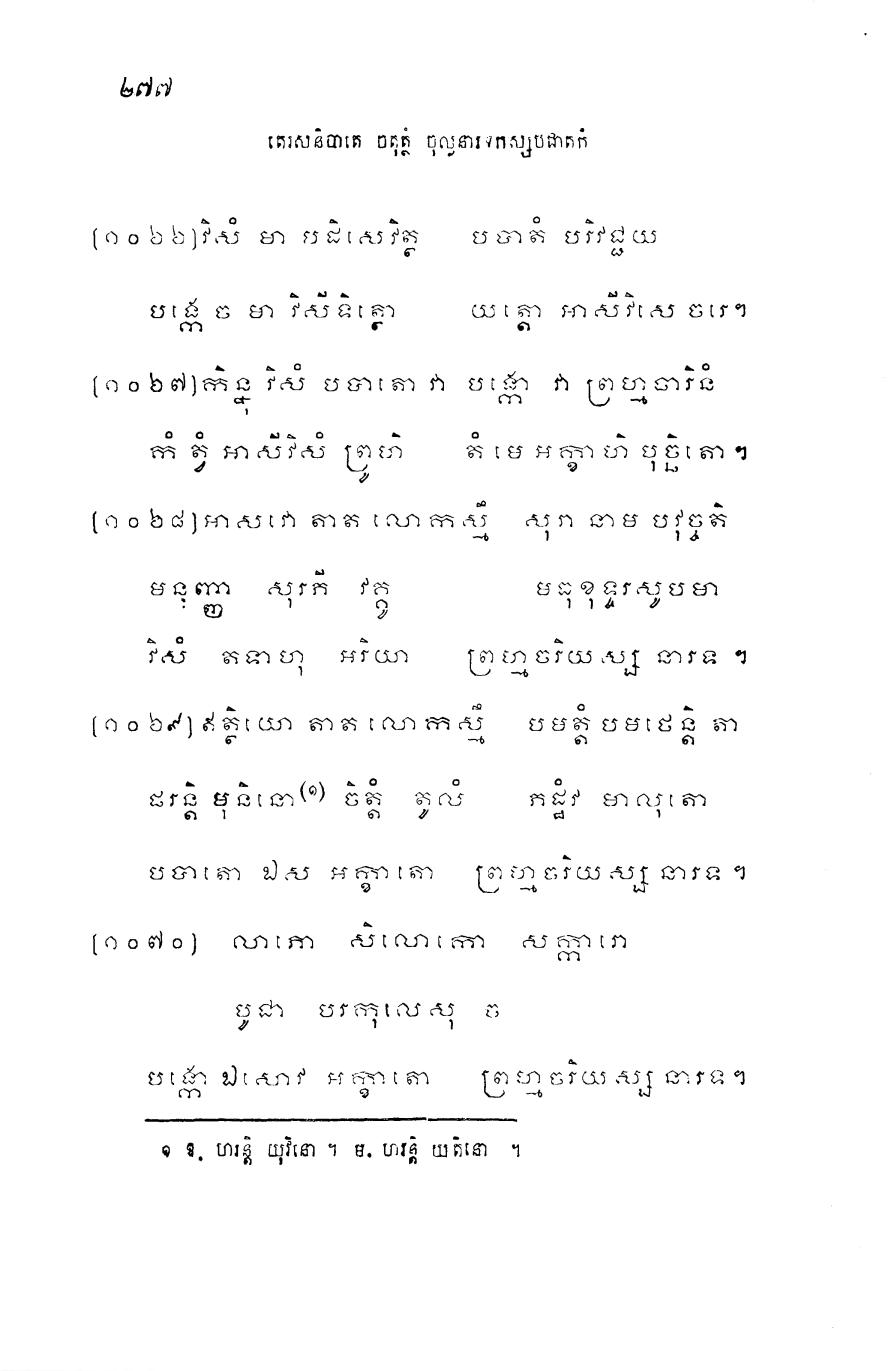 ២៧៧
តេរសនិបាតេ ចតុត្ថំ ចុល្លនារទកស្សបជាតកំ
[១០៦៦]វិសំ មា បដិសេវិត្ថ បបាតំ បរិវជ្ជយ
បង្កេ ច មា វិសីទិត្ថោ យត្តោ អាសីវិសេ ចរេ។
[១០៦៧]កិន្នុ វិសំ បបាតោ វា បង្កោ វា ព្រហ្មចារិនំ
កំ ត្វំ អាសីវិសំ ព្រូហិ តំ មេ អក្ខាហិ បុច្ឆិតោ។
[១០៦៨]អាសវោ តាត លោកស្មឹ សុរា នាម បវុច្ចតិ
មនុញ្ញា សុរភី វគ្គូ មធុខុទ្ទរសូបមា
វិសំ តទាហុ អរិយា ព្រហ្មចរិយស្ស នារទ ។
[១០៦៩]ឥត្ថិយោ តាត លោកស្មឹ បមត្តំ បមថេន្តិ តា
ហរន្តិ មុនិនោ(១) ចិត្តំ តូលំ ភដ្ឋំវ មាលុតោ
បបាតោ ឯស អក្ខាតោ ព្រហ្មចរិយស្ស នារទ ។
[១០៧០] លាភោ សិលោកោ សក្ការោ
បូជា បរកុលេសុ ច
បង្កោ ឯសោវ អក្ខាតោ ព្រហ្មចរិយស្ស នារទ។
១ ឱ. ហរន្តិ យុវិនោ ។ ម. ហរន្តិ យតិនោ ។